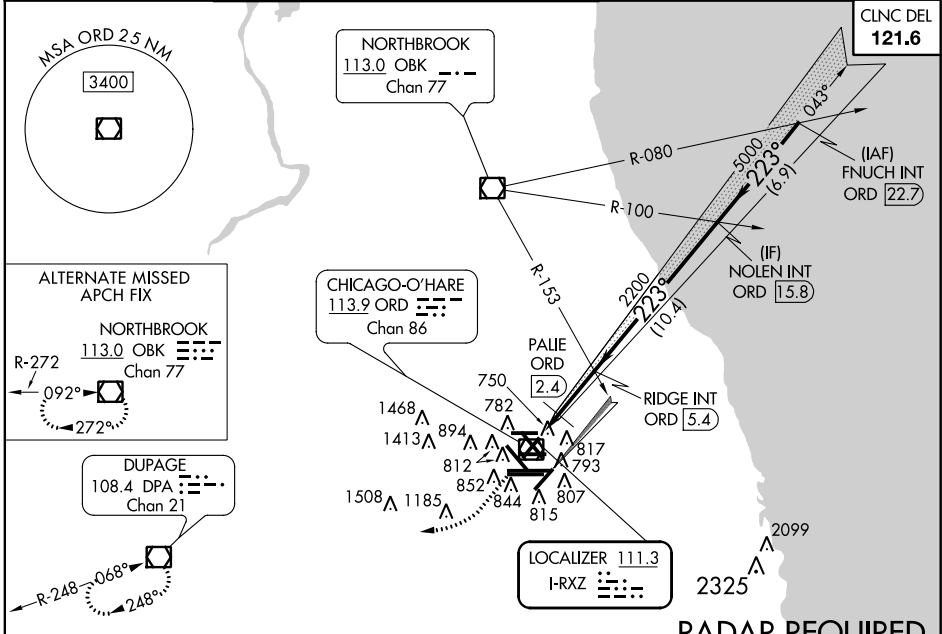 CLNC DEL
121.6
MSA ORD 25 NM
3400
NORTHBROOK
113.0 OBK
Chan 77
043°
(IAF)
FNUCH INT
ORD 22.7
5000
223°
(6.9)
R-080
R-100
R-153
(IF)
NOLEN INT
ORD 15.8
2200
223°
(10.4)
ALTERNATE MISSED
APCH FIX
NORTHBROOK
113.0 OBK
Chan 77
R-272
092°
272°
CHICAGO-O'HARE
113.9 ORD
Chan 86
PALIE
ORD
2.4
RIDGE INT
ORD 5.4
750
782
1468
1413
894
812
817
793
852
844
815
807
1508
1185
DUPAGE
108.4 DPA
Chan 21
R-248
068°
248°
LOCALIZER 111.3
I-RXZ
2099
2325
RADAR REQUIRED